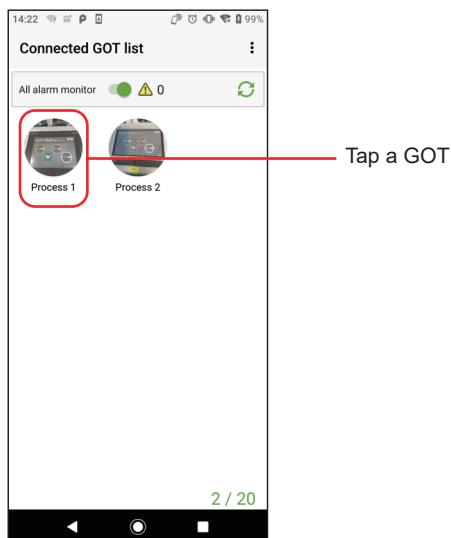 14:22 99%
Connected GOT list
All alarm monitor 0
Tap a GOT
Process 1 Process 2
2 / 20